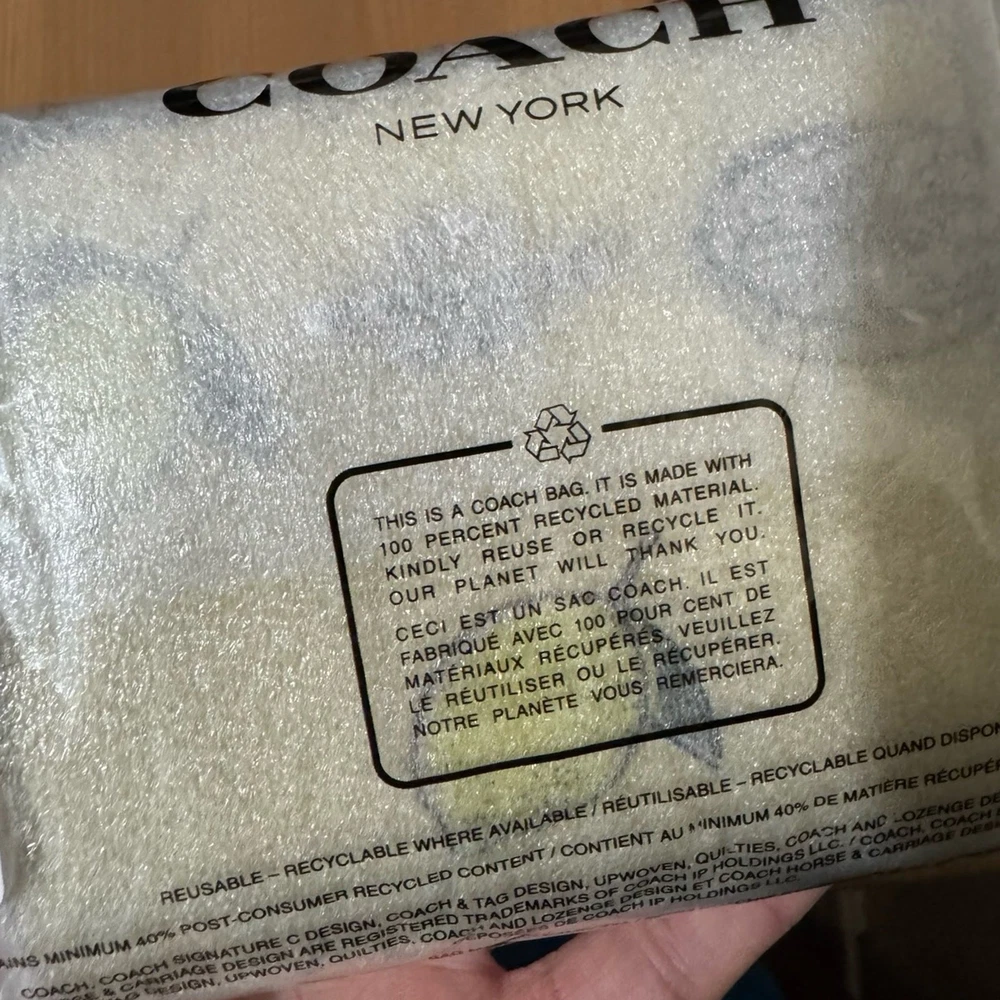 COACH
NEW YORK
THIS IS A COACH BAG. IT IS MADE WITH
100 PERCENT RECYCLED MATERIAL.
KINDLY REUSE OR RECYCLE IT.
OUR PLANET WILL THANK YOU.
CECI EST UN SAC COACH. IL EST
FABRIQUÉ AVEC 100 POUR CENT DE
MATÉRIAUX RÉCUPÉRÉS. VEUILLEZ
LE RÉUTILISER OU LE RÉCUPÉRER.
NOTRE PLANÈTE VOUS REMERCIERA.
REUSABLE – RECYCLABLE WHERE AVAILABLE / RÉUTILISABLE – RECYCLABLE QUAND
MINIMUM 40% POST-CONSUMER RECYCLED CONTENT / CONTIENT AU MINIMUM 40% DE MATIÈRE
COACH, COACH SIGNATURE C DESIGN, COACH & TAG DESIGN, UPWOVEN, QUILTIES, COACH AND LOZENGE
& CARRIAGE DESIGN ARE REGISTERED TRADEMARKS OF COACH IP HOLDINGS LLC. / COACH, COACH
DESIGN, UPWOVEN, QUILTIES, COACH AND LOZENGE DESIGN ET COACH HORSE & CARRIAGE
DE COACH IP HOLDINGS LLC.